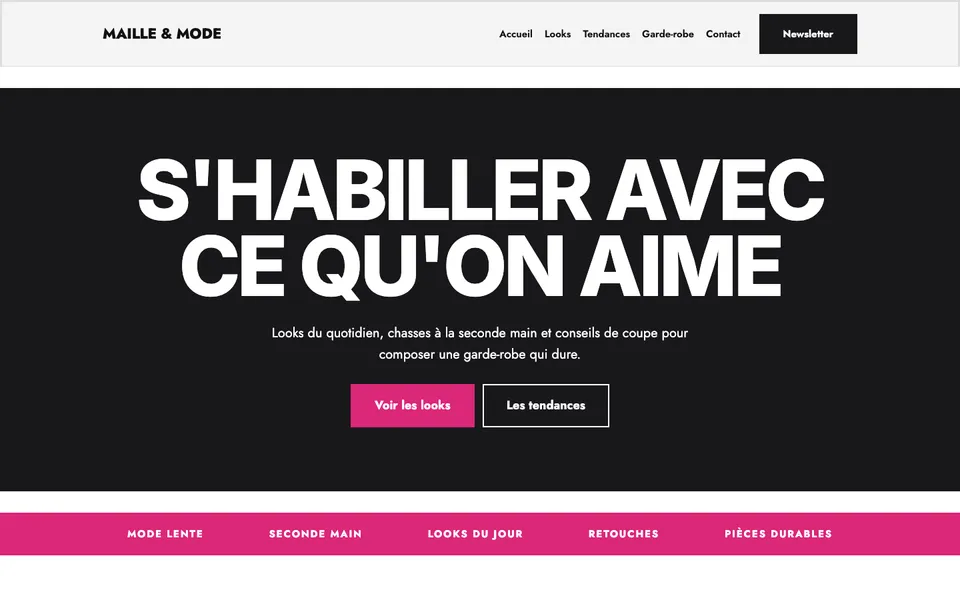 MAILLE & MODE
Accueil Looks Tendances Garde-robe Contact Newsletter
S'HABILLER AVEC
CE QU'ON AIME
Looks du quotidien, chasses à la seconde main et conseils de coupe pour
composer une garde-robe qui dure.
Voir les looks Les tendances
MODE LENTE SECONDE MAIN LOOKS DU JOUR RETOUCHES PIÈCES DURABLES